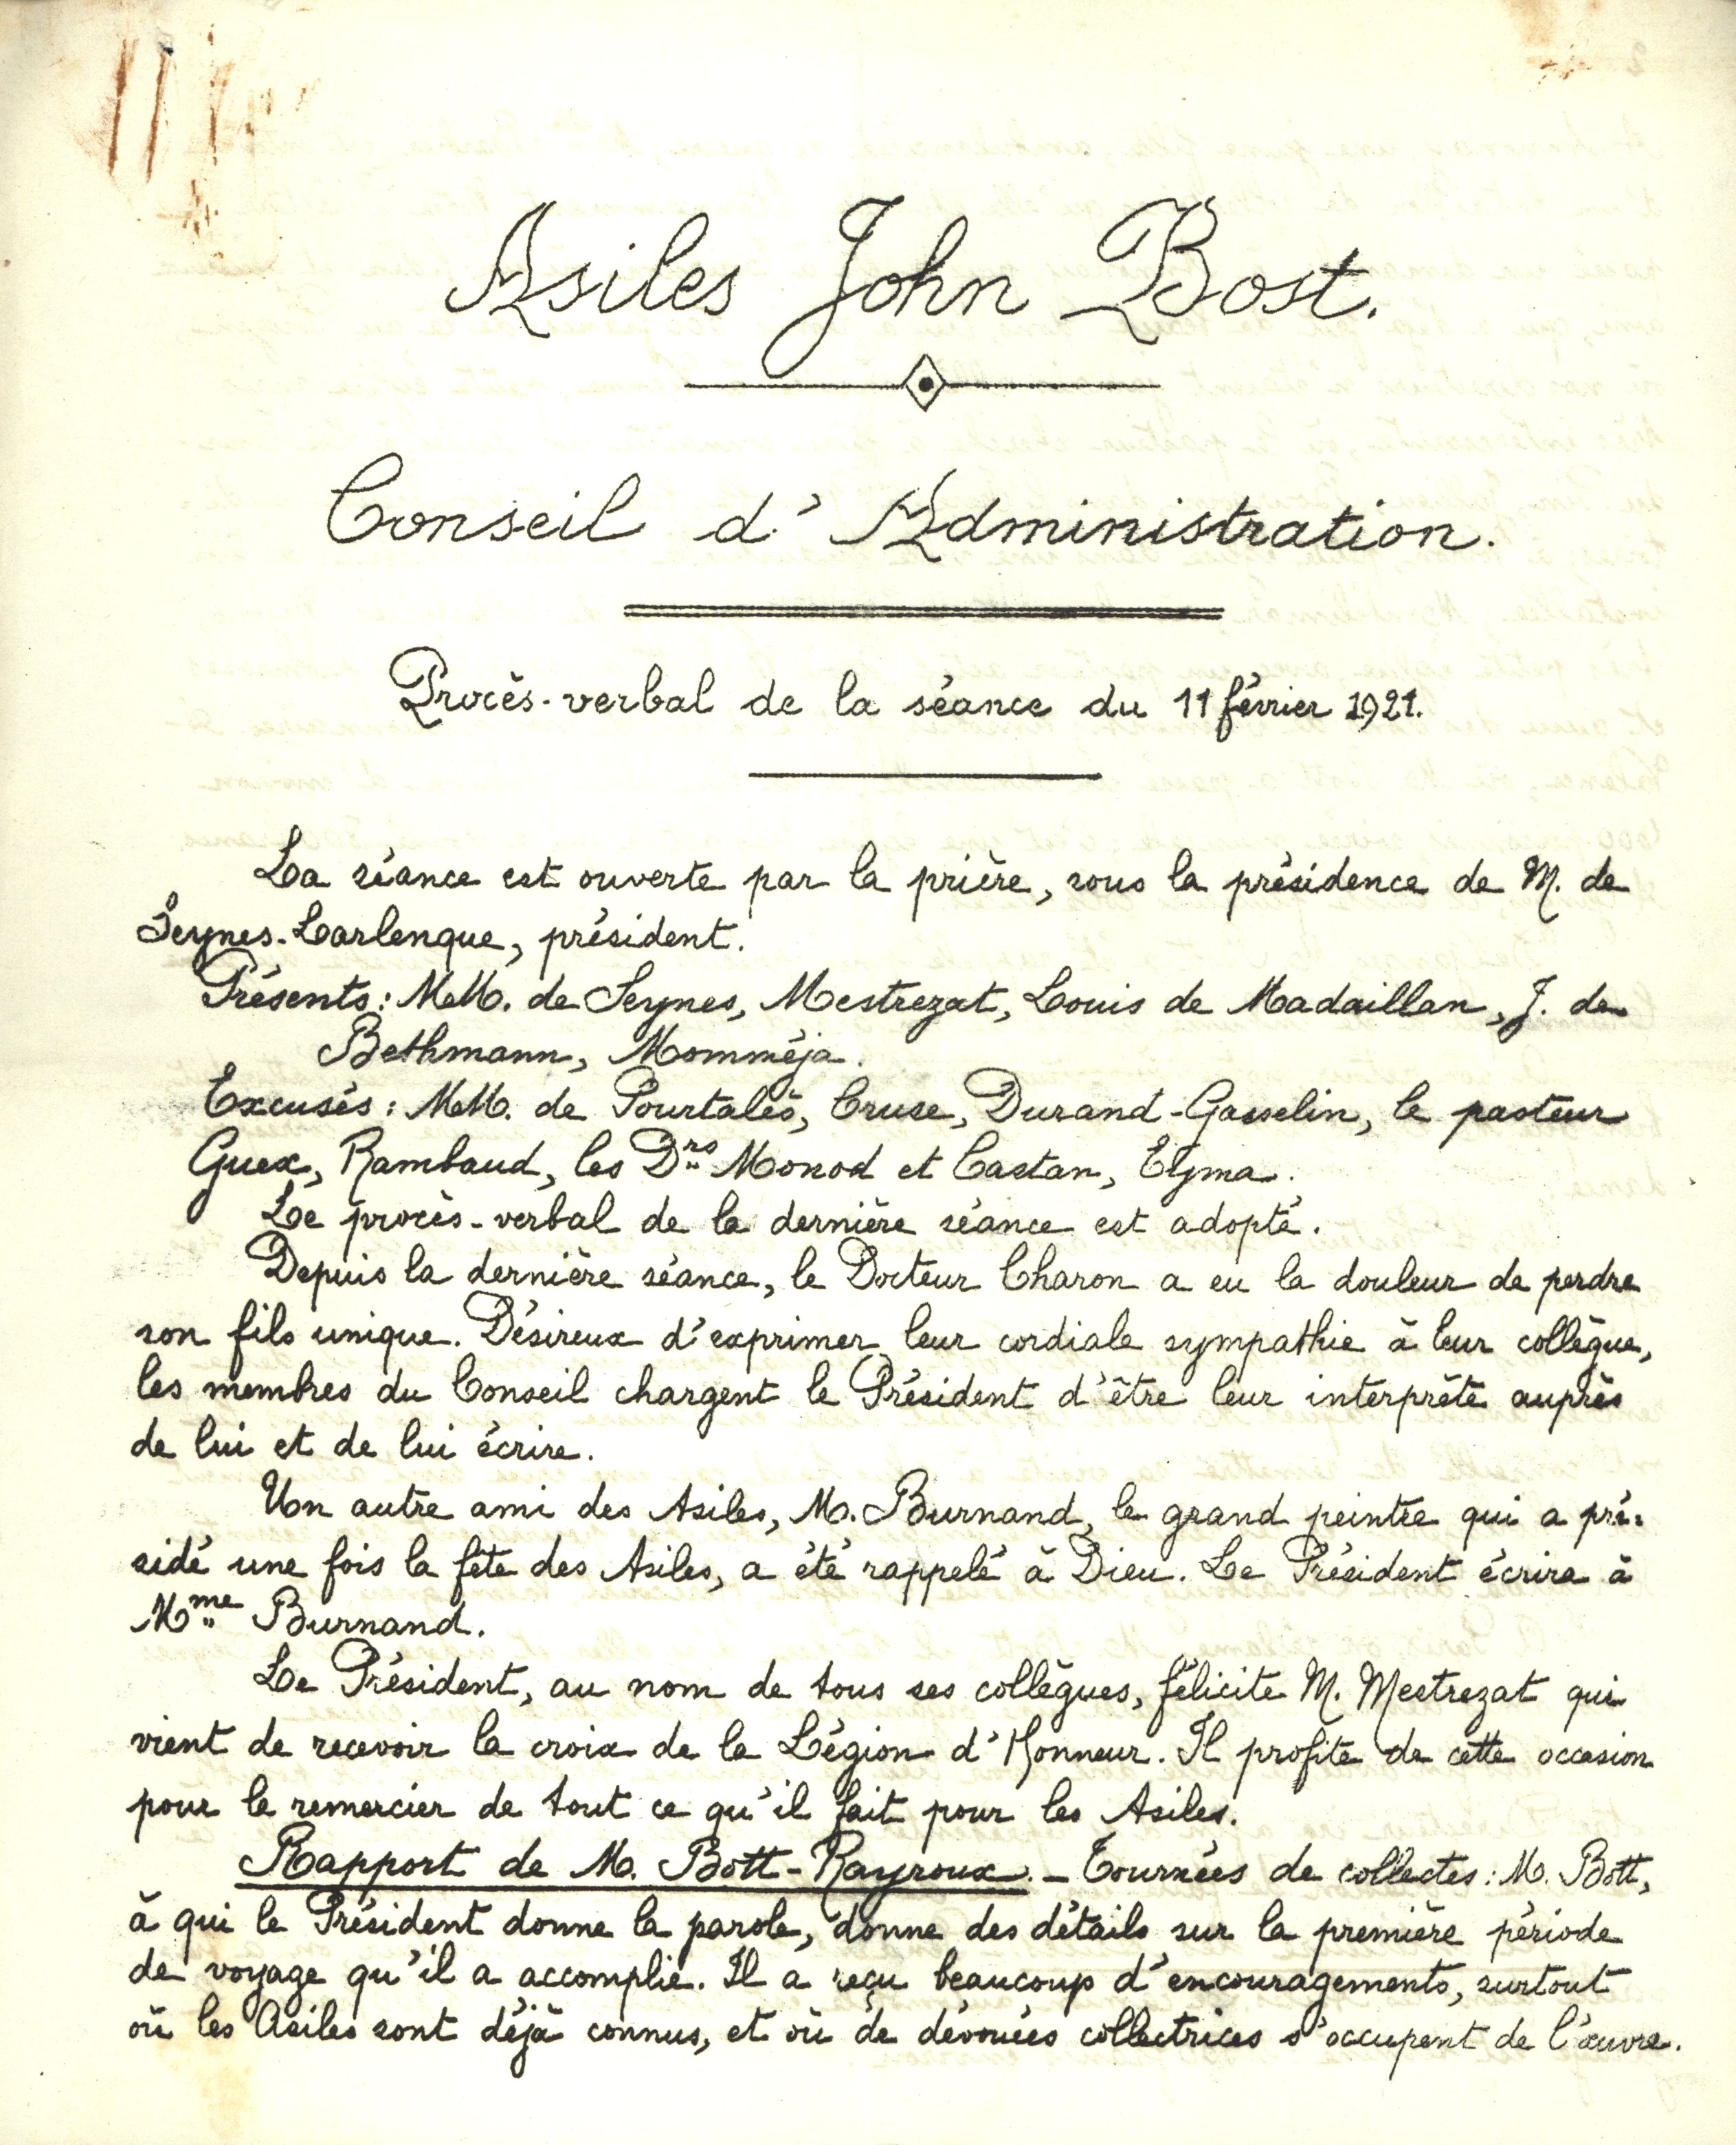 Asiles John Bost.
Conseil d'Administration.
Procès-verbal de la séance du 11 février 1921.
La séance est ouverte par la prière, sous la présidence de M. de
Seynes-Larlenque, président.
Présents : M.M. de Seynes, Mestrezat, Louis de Madaillan, J. de
Bethmann, Momméja.
Excusés : M.M. de Pourtalès, Cruse, Durand-Gasselin, le pasteur
Guex, Rambaud, les Drs Monod et Castan, Eyma.
Le procès-verbal de la dernière séance est adopté.
Depuis la dernière séance, le Docteur Charon a eu la douleur de perdre
son fils unique. Désireux d'exprimer leur cordiale sympathie à leur collègue,
les membres du Conseil chargent le Président d'être leur interprète auprès
de lui et de lui écrire.
Un autre ami des Asiles, M. Burnand, le grand peintre qui a pré-
sidé une fois la fête des Asiles, a été rappelé à Dieu. Le Président écrira à
Mme Burnand.
Le Président, au nom de tous ses collègues, félicite M. Mestrezat qui
vient de recevoir la croix de la Légion d'Honneur. Il profite de cette occasion
pour le remercier de tout ce qu'il fait pour les Asiles.
Rapport de M. Bott-Rayroux. - Tournées de collectes : M. Bott,
à qui le Président donne la parole, donne des détails sur la première période
de voyage qu'il a accomplie. Il a reçu beaucoup d'encouragements, surtout
où les Asiles sont déjà connus, et où de dévouées collectrices s'occupent de l'œuvre.